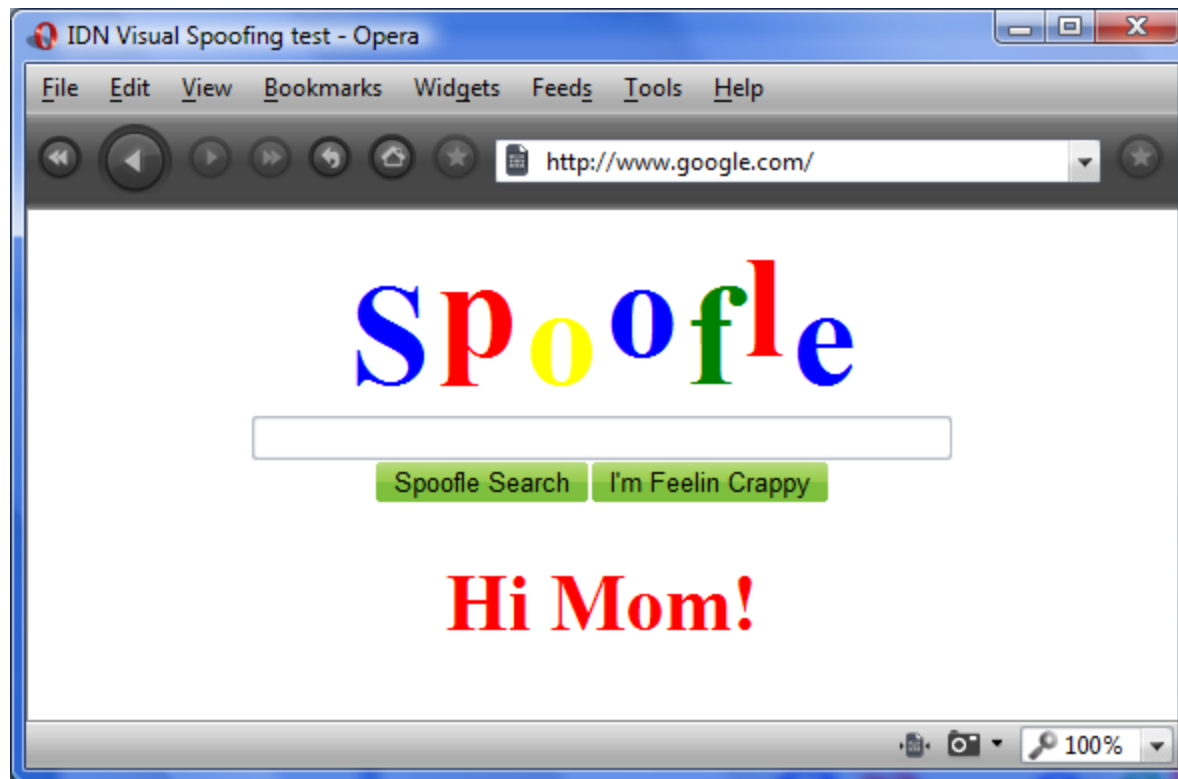 IDN Visual Spoofing test - Opera
File Edit View Bookmarks Widgets Feeds Tools Help
http://www.google.com/
Spoofle
Spoofle Search I'm Feelin Crappy
Hi Mom!
100%